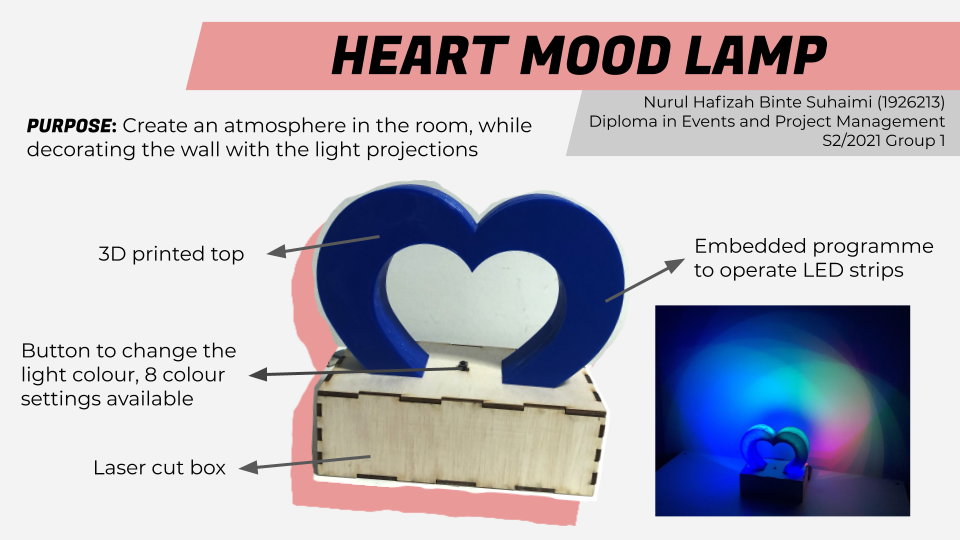 HEART MOOD LAMP
Nurul Hafizah Binte Suhaimi (1926213)
Diploma in Events and Project Management
S2/2021 Group 1
PURPOSE: Create an atmosphere in the room, while
decorating the wall with the light projections
3D printed top
Embedded programme
to operate LED strips
Button to change the
light colour, 8 colour
settings available
Laser cut box